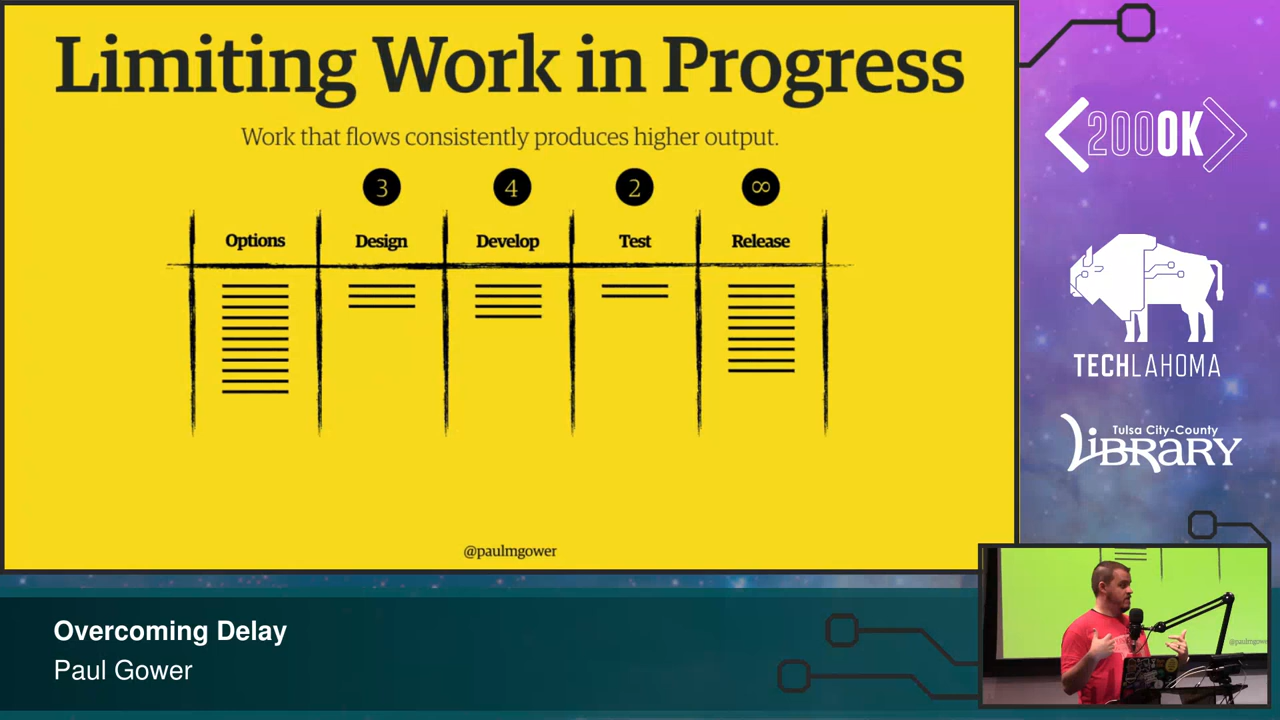 Limiting Work in Progress
Work that flows consistently produces higher output.
3 4 2 ∞
Options Design Develop Test Release
@paulmgower
<200OK>
TECHLAHOMA
Tulsa City-County
LIBRARY
@paulmgower
Overcoming Delay
Paul Gower